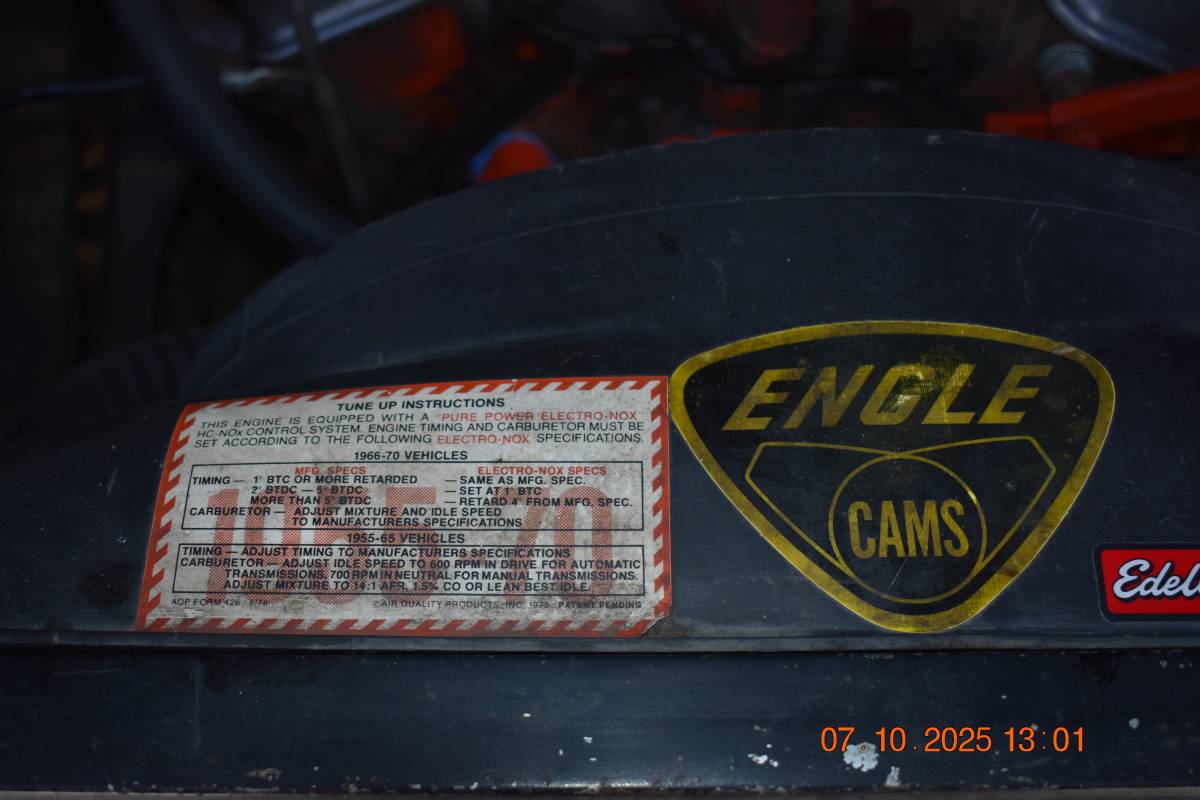 TUNE UP INSTRUCTIONS
THIS ENGINE IS EQUIPPED WITH A "PURE POWER ELECTRO-NOX"
HC-NOx CONTROL SYSTEM. ENGINE TIMING AND CARBURETOR MUST BE
SET ACCORDING TO THE FOLLOWING ELECTRO-NOX SPECIFICATIONS.
1966-70 VEHICLES
MFG. SPECS ELECTRO-NOX SPECS
TIMING — 1° BTC OR MORE RETARDED — SAME AS MFG. SPEC.
2° BTDC — 5° BTDC — SET AT 1° BTC
MORE THAN 5° BTDC — RETARD 4° FROM MFG. SPEC.
CARBURETOR — ADJUST MIXTURE AND IDLE SPEED
TO MANUFACTURERS SPECIFICATIONS
1955-65 VEHICLES
TIMING — ADJUST TIMING TO MANUFACTURERS SPECIFICATIONS
CARBURETOR — ADJUST IDLE SPEED TO 600 RPM IN DRIVE FOR AUTOMATIC
TRANSMISSIONS, 700 RPM IN NEUTRAL FOR MANUAL TRANSMISSIONS.
ADJUST MIXTURE TO 14:1 AFR, 1.5% CO OR LEAN BEST IDLE.
AQP FORM 426 ©AIR QUALITY PRODUCTS, INC. 1978 PATENT PENDING
ENGLE
CAMS
Edel
07.10.2025 13:01